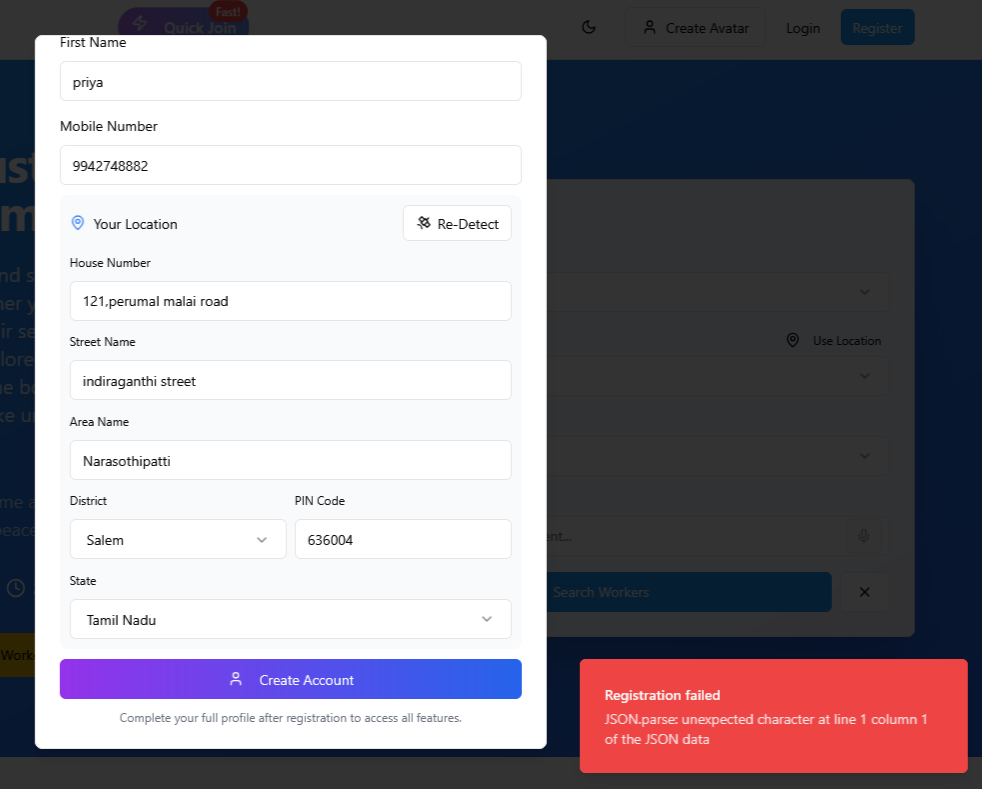 Fast!
Quick Join
Create Avatar
Login
Register
First Name
priya
Mobile Number
9942748882
Your Location
Re-Detect
House Number
121,perumal malai road
Street Name
indiraganthi street
Area Name
Narasothipatti
District
PIN Code
Salem
636004
State
Tamil Nadu
Create Account
Complete your full profile after registration to access all features.
Use Location
Search Workers
Registration failed
JSON.parse: unexpected character at line 1 column 1
of the JSON data